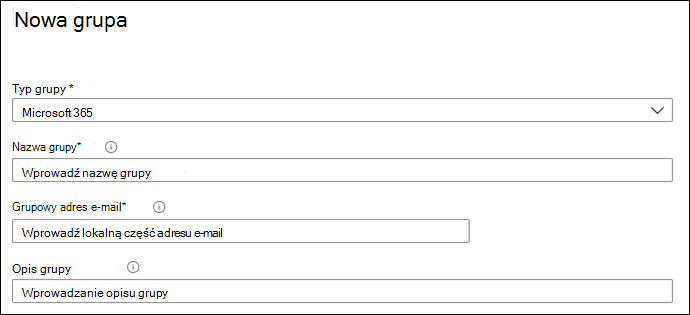 Nowa grupa
Typ grupy *
Microsoft 365
Nazwa grupy*
Wprowadź nazwę grupy
Grupowy adres e-mail*
Wprowadź lokalną część adresu e-mail
Opis grupy
Wprowadzanie opisu grupy